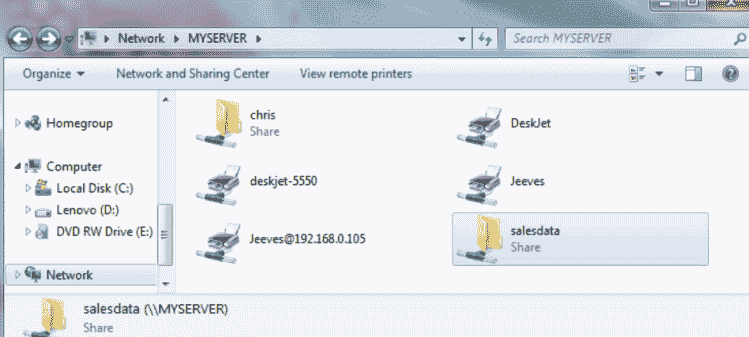 Network ▸ MYSERVER ▸
Search MYSERVER
Organize ▾ Network and Sharing Center View remote printers
Homegroup
Computer
Local Disk (C:)
Lenovo (D:)
DVD RW Drive (E:)
Network
chris
Share
DeskJet
deskjet-5550
Jeeves
Jeeves@192.168.0.105
salesdata
Share
salesdata (\\MYSERVER)
Share